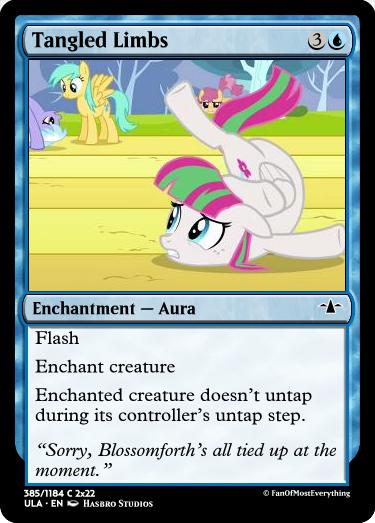 Tangled Limbs 3
Enchantment — Aura
Flash
Enchant creature
Enchanted creature doesn't untap
during its controller's untap step.
“Sorry, Blossomforth's all tied up at the
moment.”
385/1184 C 2x22
ULA • EN Hasbro Studios
© FanOfMostEverything